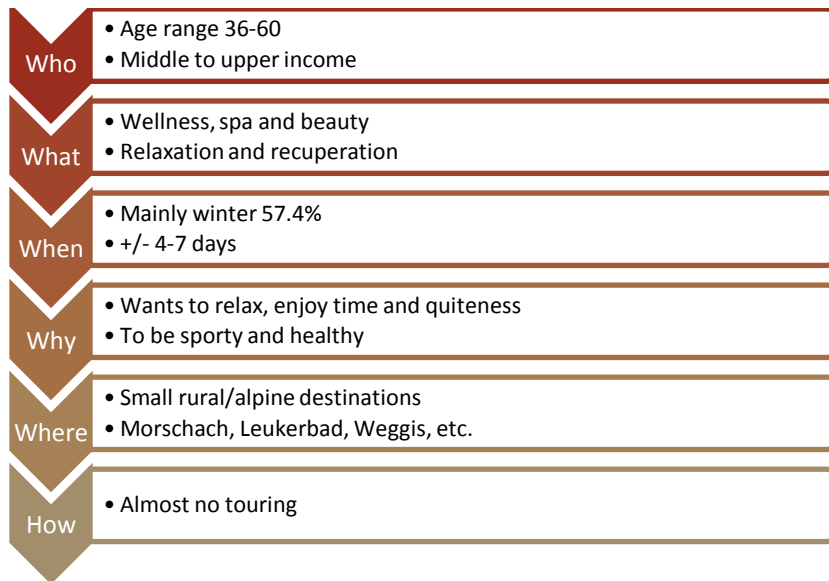 Who
• Age range 36-60
• Middle to upper income
What
• Wellness, spa and beauty
• Relaxation and recuperation
When
• Mainly winter 57.4%
• +/- 4-7 days
Why
• Wants to relax, enjoy time and quiteness
• To be sporty and healthy
Where
• Small rural/alpine destinations
• Morschach, Leukerbad, Weggis, etc.
How
• Almost no touring